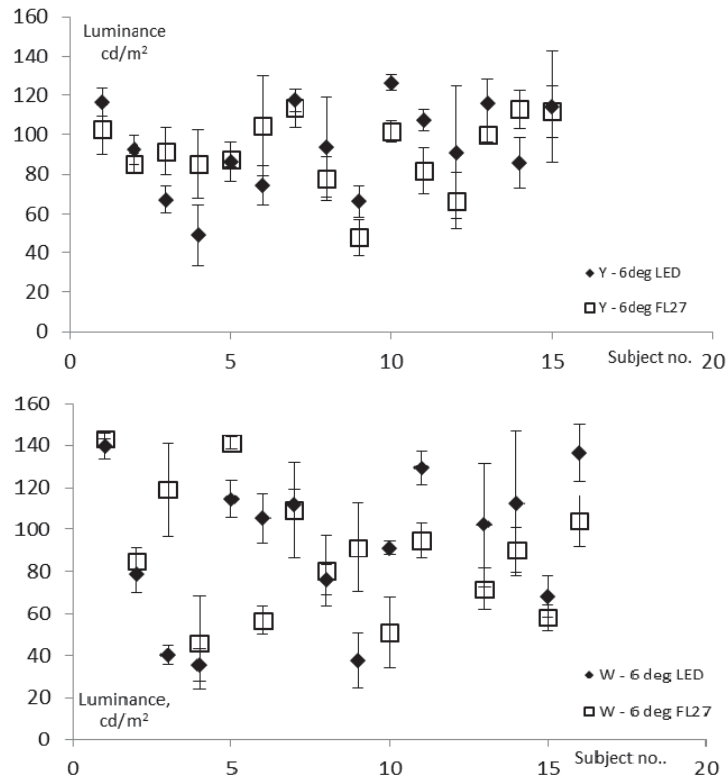 160
Luminance
cd/m²
140
120
100
80
60
40
20
0
◆ Y - 6deg LED
□ Y - 6deg FL27
0 5 10 15 20
Subject no.
160
140
120
100
80
60
40
20
0
Luminance,
cd/m²
◆ W - 6 deg LED
□ W - 6 deg FL27
0 5 10 15 20
Subject no..